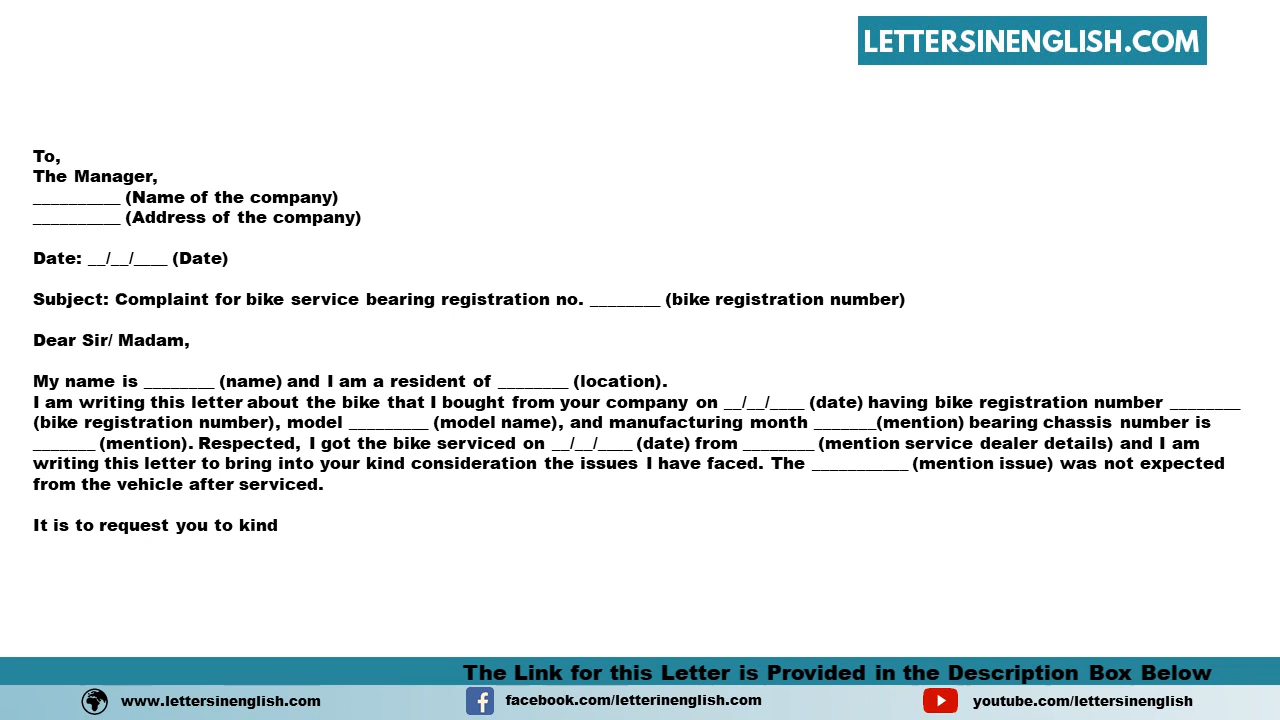 LETTERSINENGLISH.COM
To,
The Manager,
__________ (Name of the company)
__________ (Address of the company)
Date: __/__/____ (Date)
Subject: Complaint for bike service bearing registration no. ________ (bike registration number)
Dear Sir/ Madam,
My name is ________ (name) and I am a resident of ________ (location).
I am writing this letter about the bike that I bought from your company on __/__/____ (date) having bike registration number ________
(bike registration number), model _________ (model name), and manufacturing month _______(mention) bearing chassis number is
_______ (mention). Respected, I got the bike serviced on __/__/____ (date) from ________ (mention service dealer details) and I am
writing this letter to bring into your kind consideration the issues I have faced. The ___________ (mention issue) was not expected
from the vehicle after serviced.
It is to request you to kind
The Link for this Letter is Provided in the Description Box Below
www.lettersinenglish.com
facebook.com/letterinenglish.com
youtube.com/lettersinenglish